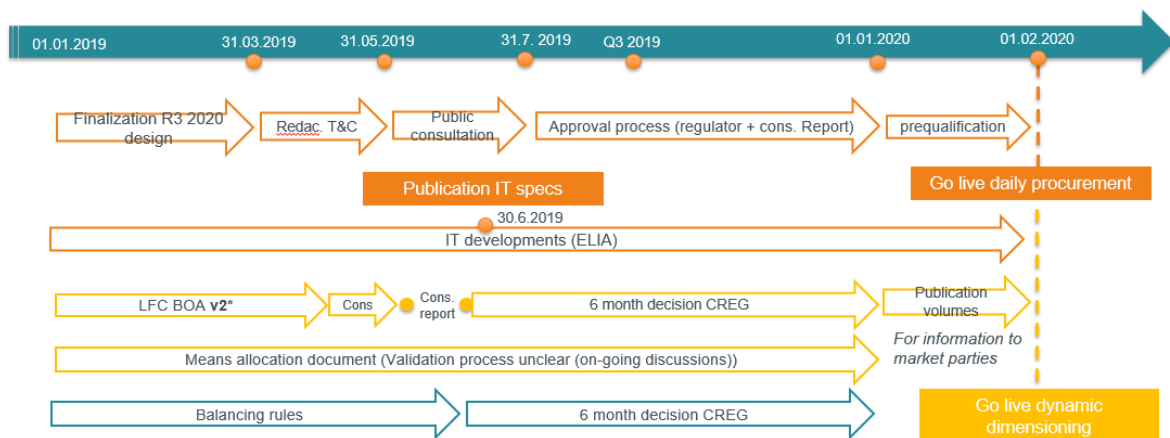 01.01.2019
31.03.2019
31.05.2019
31.7. 2019
Q3 2019
01.01.2020
01.02.2020
Finalization R3 2020
design
Redac. T&C
Public
consultation
Approval process (regulator + cons. Report)
prequalification
Publication IT specs
Go live daily procurement
30.6.2019
IT developments (ELIA)
LFC BOA v2*
Cons
Cons.
report
6 month decision CREG
Publication
volumes
For information to
market parties
Means allocation document (Validation process unclear (on-going discussions))
Balancing rules
6 month decision CREG
Go live dynamic
dimensioning